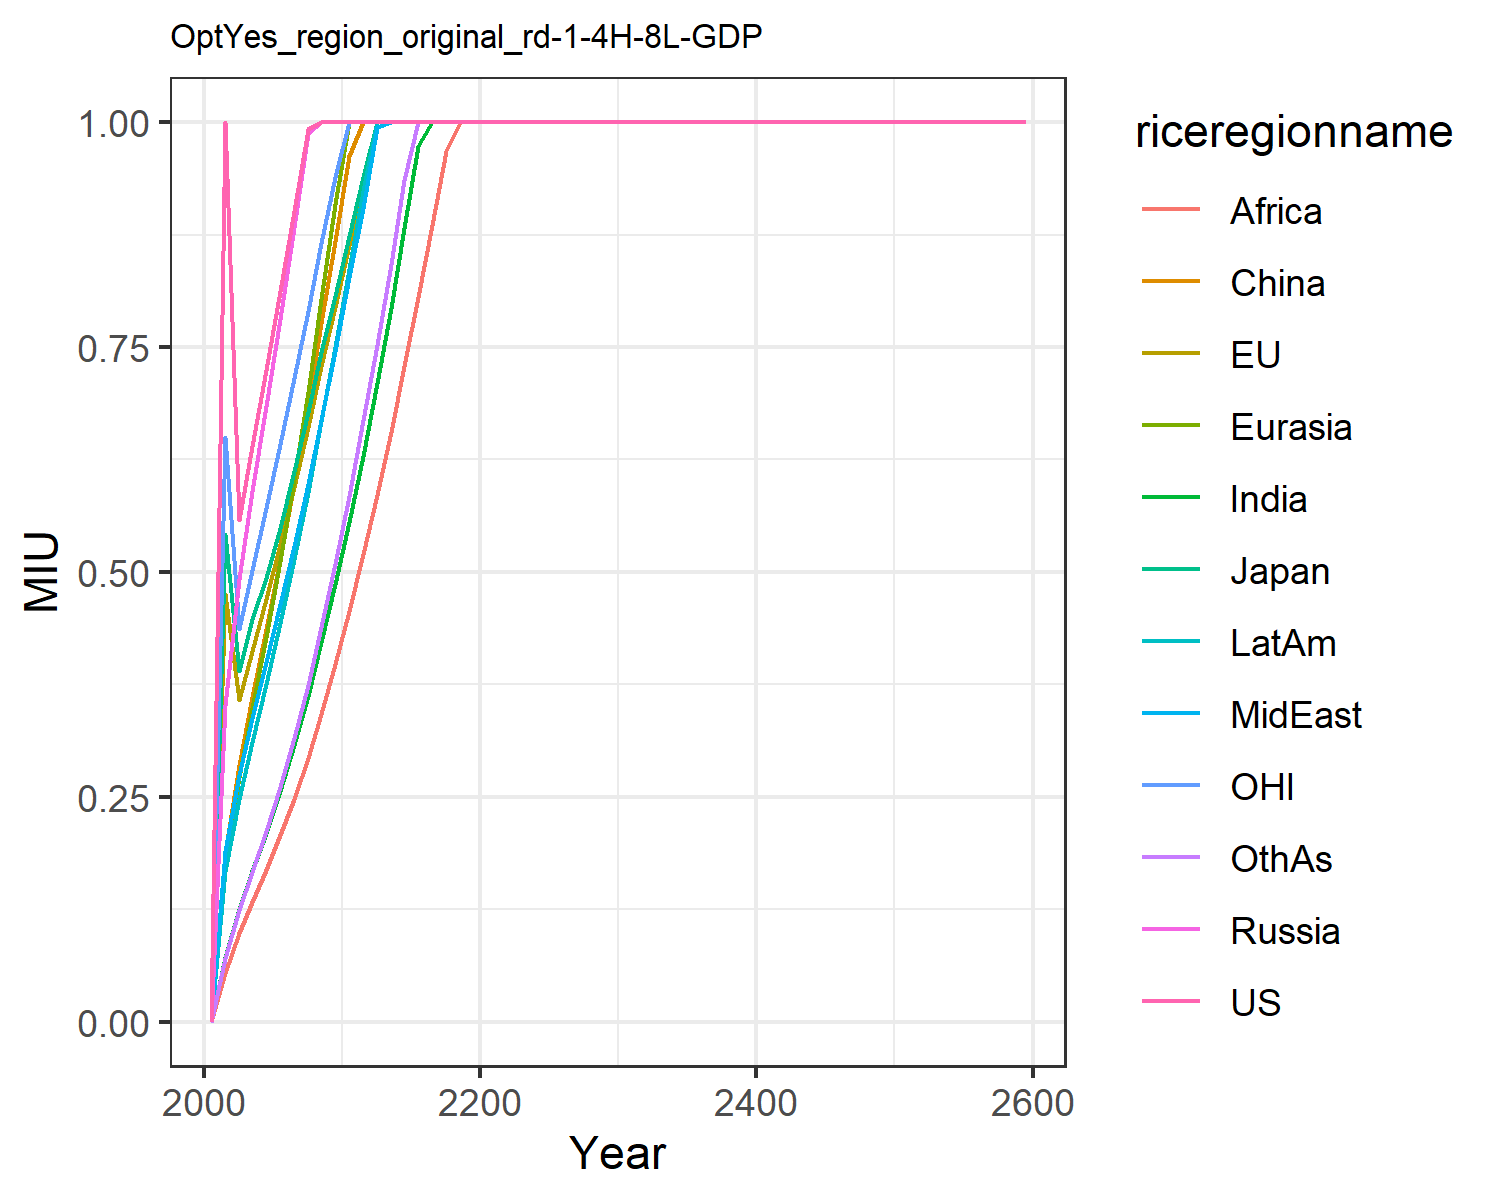 OptYes_region_original_rd-1-4H-8L-GDP
1.00
0.75
0.50
0.25
0.00
MIU
2000 2200 2400 2600
Year
riceregionname
Africa
China
EU
Eurasia
India
Japan
LatAm
MidEast
OHI
OthAs
Russia
US